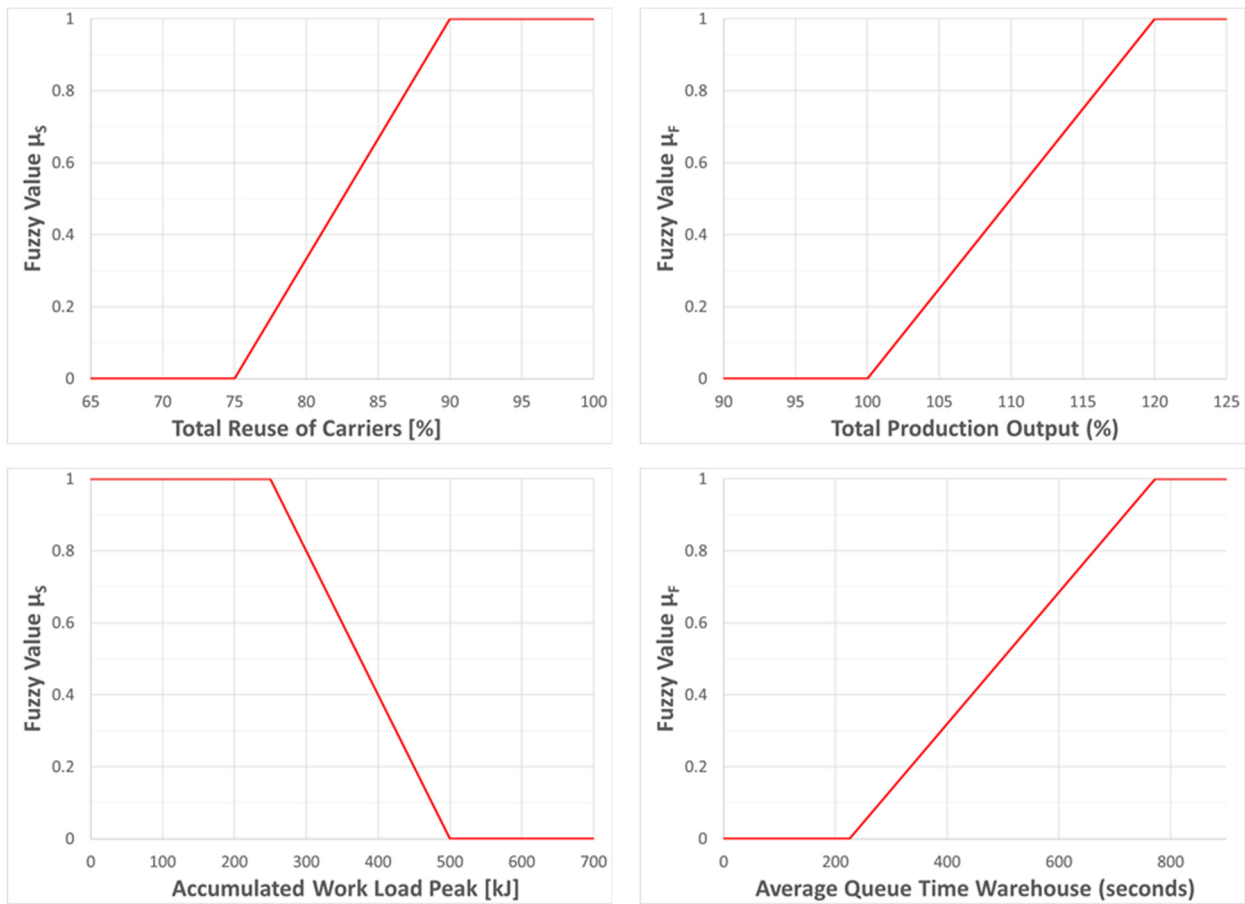 1
0.8
0.6
0.4
0.2
0
Fuzzy Value μS
65 70 75 80 85 90 95 100
Total Reuse of Carriers [%]
1
0.8
0.6
0.4
0.2
0
Fuzzy Value μF
90 95 100 105 110 115 120 125
Total Production Output (%)
1
0.8
0.6
0.4
0.2
0
Fuzzy Value μS
0 100 200 300 400 500 600 700
Accumulated Work Load Peak [kJ]
1
0.8
0.6
0.4
0.2
0
Fuzzy Value μF
0 200 400 600 800
Average Queue Time Warehouse (seconds)